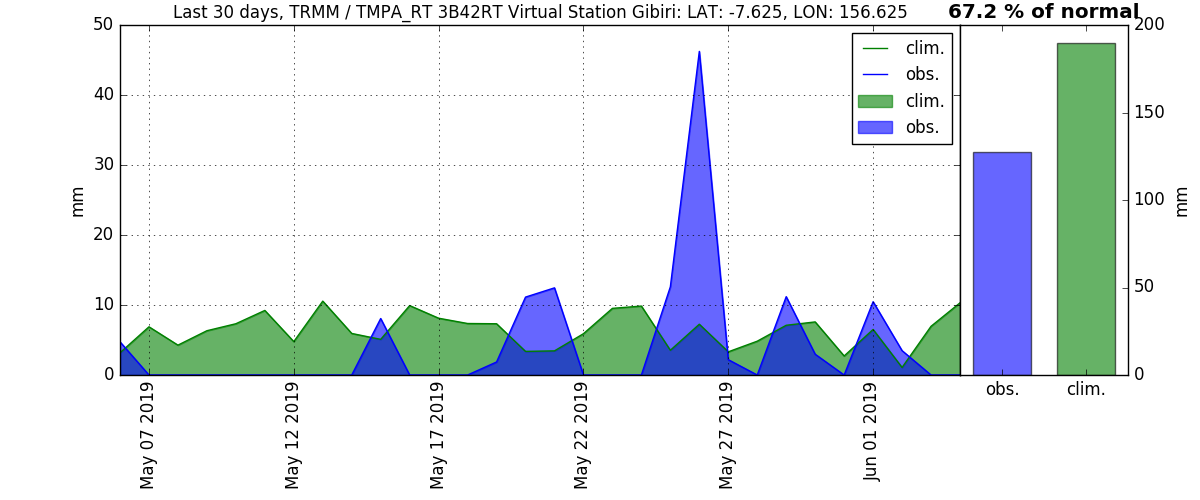 Last 30 days, TRMM / TMPA_RT 3B42RT Virtual Station Gibiri: LAT: -7.625, LON: 156.625
67.2 % of normal
50
40
30
20
10
0
mm
clim.
obs.
clim.
obs.
May 07 2019
May 12 2019
May 17 2019
May 22 2019
May 27 2019
Jun 01 2019
200
150
100
50
0
mm
obs.
clim.